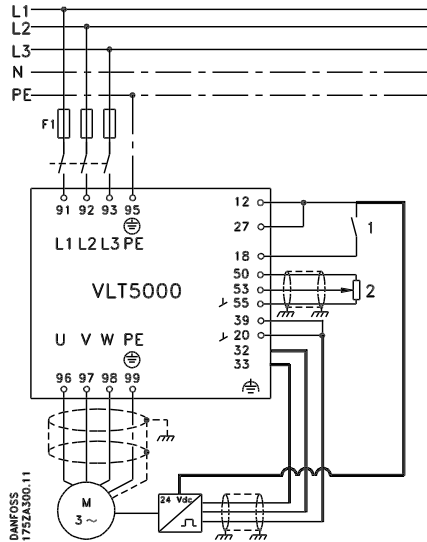 L1
L2
L3
N
PE
F1
91 92 93 95
L1 L2 L3 PE
VLT5000
U V W PE
96 97 98 99
12
27
18
50
53
55
39
20
32
33
1
2
M
3~
24 Vdc
DANFOSS
175ZA500.11